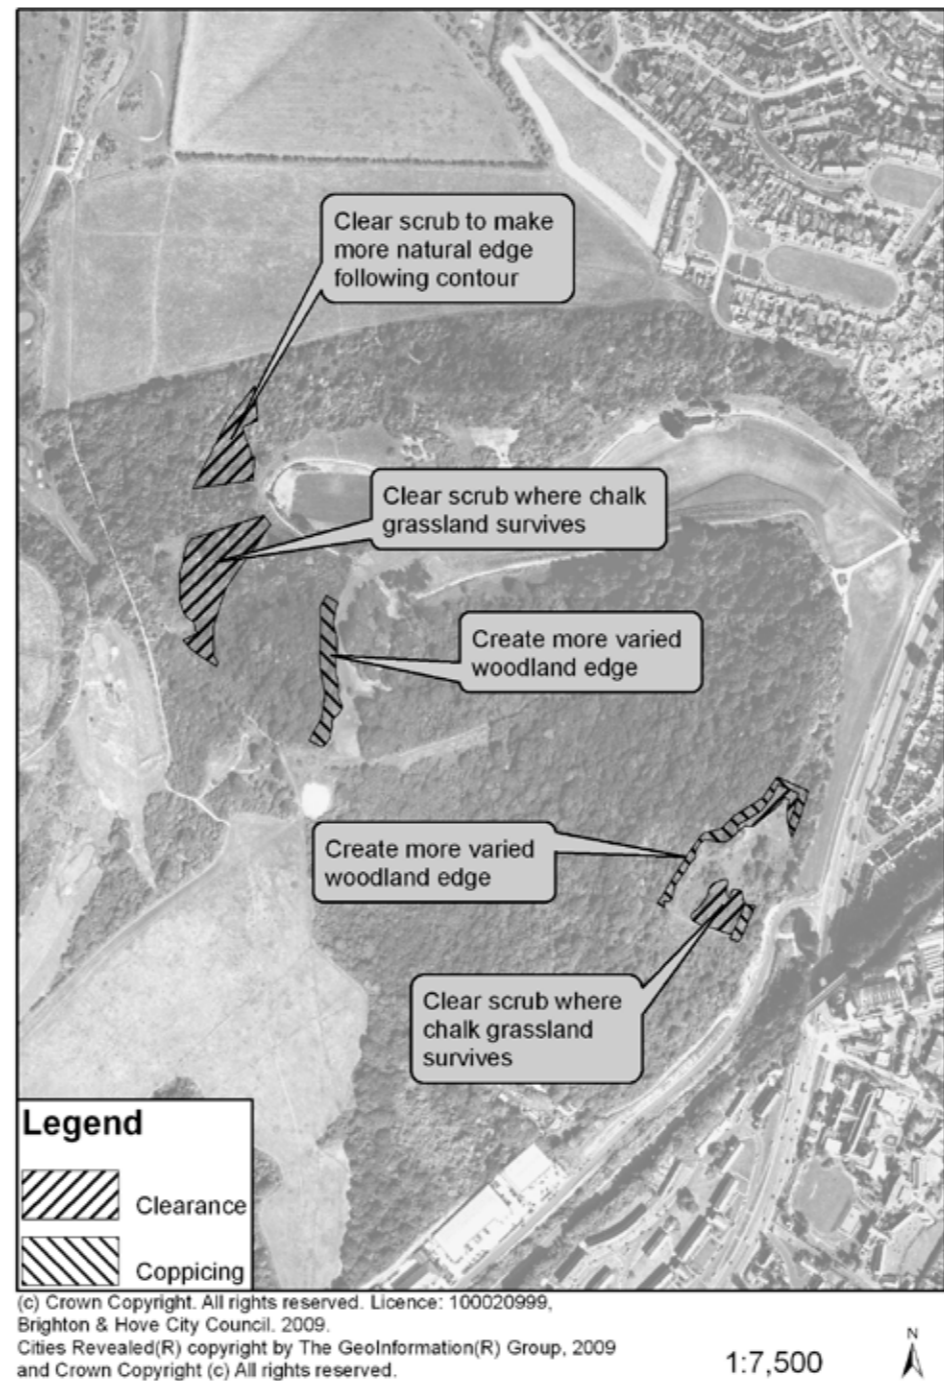 Clear scrub to make
more natural edge
following contour
Clear scrub where chalk
grassland survives
Create more varied
woodland edge
Create more varied
woodland edge
Clear scrub where
chalk grassland
survives
Legend
Clearance
Coppicing
(c) Crown Copyright. All rights reserved. Licence: 100020999,
Brighton & Hove City Council. 2009.
Cities Revealed(R) copyright by The GeoInformation(R) Group, 2009
and Crown Copyright (c) All rights reserved.
1:7,500
N